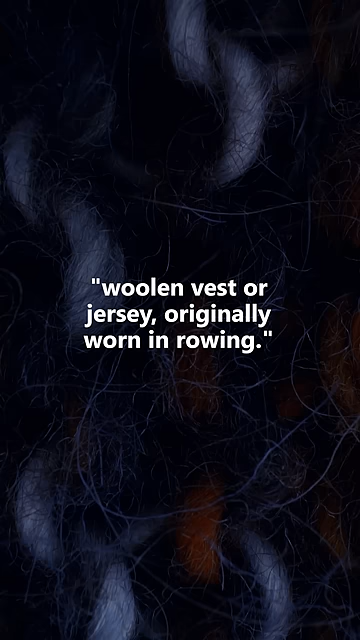 "woolen vest or
jersey, originally
worn in rowing."